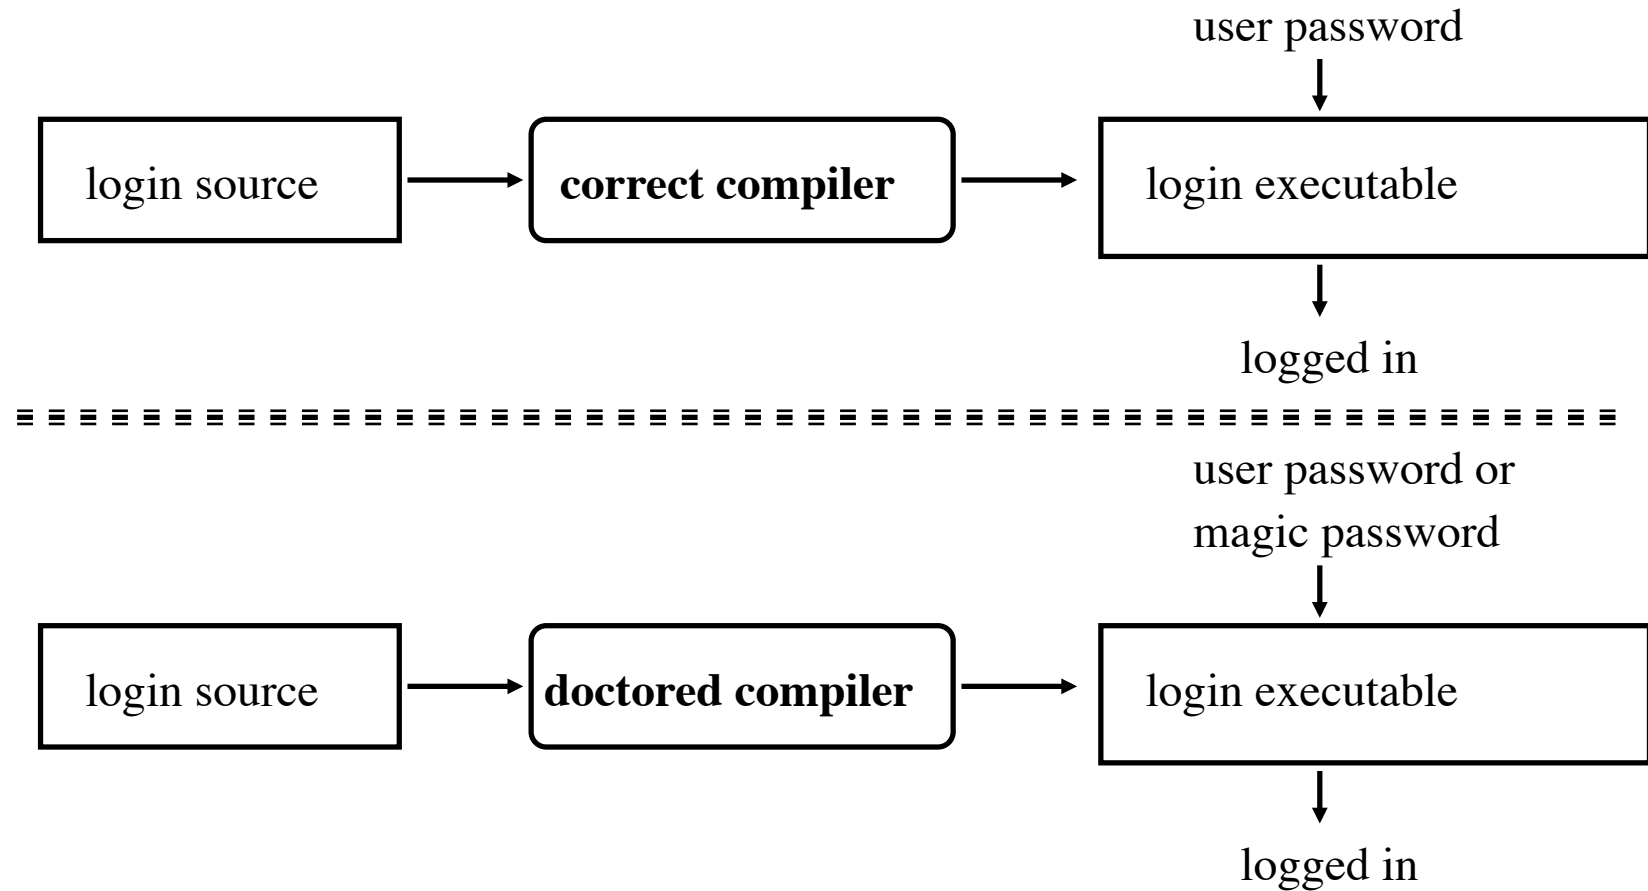 user password
login source
correct compiler
login executable
logged in
user password or
magic password
login source
doctored compiler
login executable
logged in